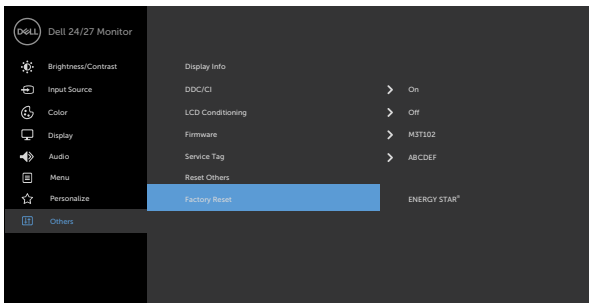 DELL Dell 24/27 Monitor
Brightness/Contrast Display Info
Input Source DDC/CI On
Color LCD Conditioning Off
Display Firmware M3T102
Audio Service Tag ABCDEF
Menu Reset Others
Personalize Factory Reset ENERGY STAR®
Others